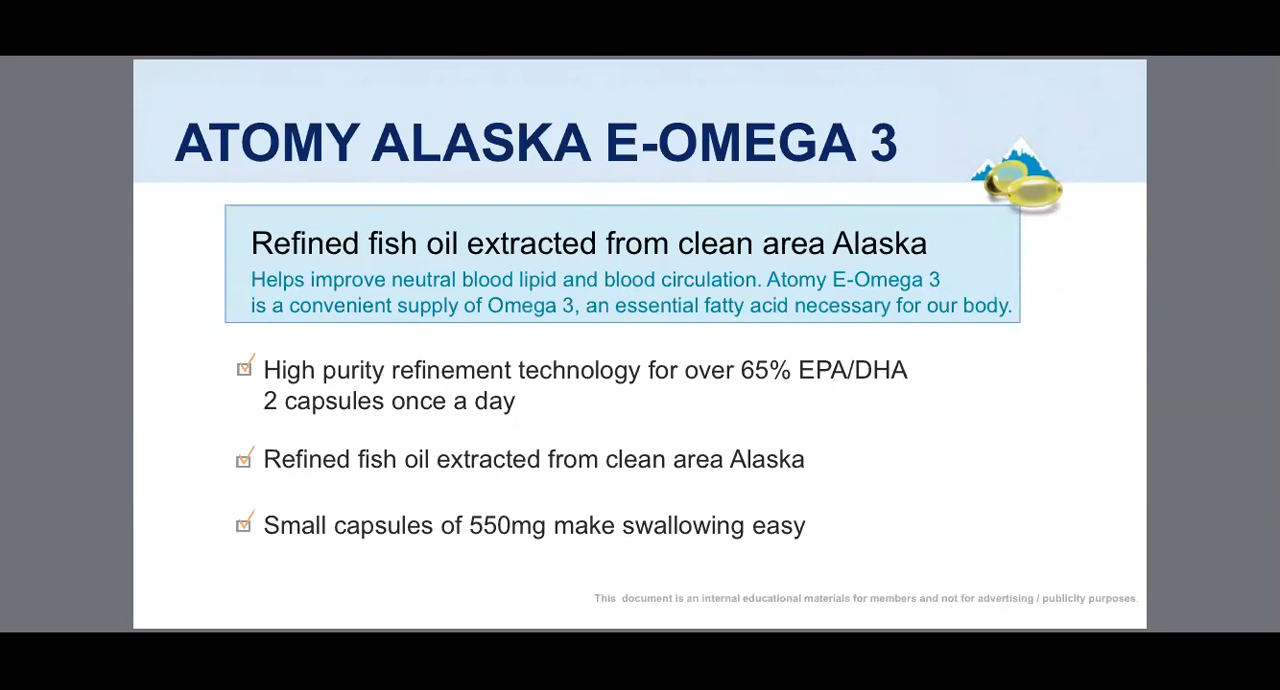 ATOMY ALASKA E-OMEGA 3
Refined fish oil extracted from clean area Alaska
Helps improve neutral blood lipid and blood circulation. Atomy E-Omega 3
is a convenient supply of Omega 3, an essential fatty acid necessary for our body.
High purity refinement technology for over 65% EPA/DHA
2 capsules once a day
Refined fish oil extracted from clean area Alaska
Small capsules of 550mg make swallowing easy
This document is an internal educational materials for members and not for advertising / publicity purposes.